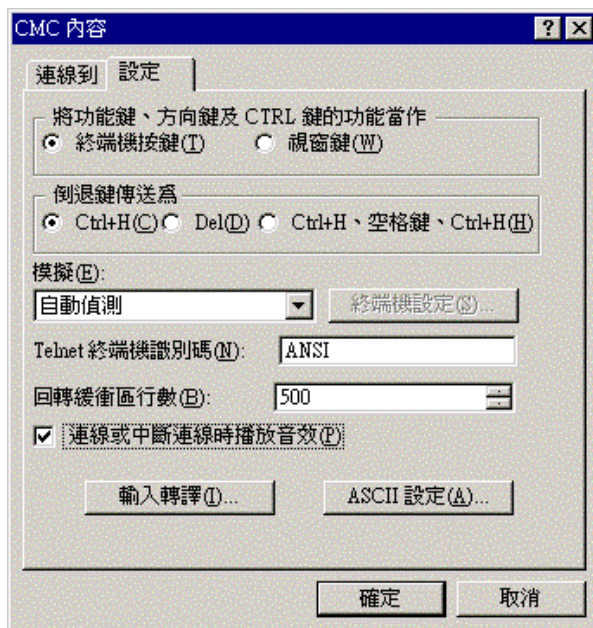 CMC 內容
連線到 設定
將功能鍵、方向鍵及 CTRL 鍵的功能當作
終端機按鍵(T) 視窗鍵(W)
倒退鍵傳送爲
Ctrl+H(C) Del(D) Ctrl+H、空格鍵、Ctrl+H(H)
模擬(E):
自動偵測 終端機設定(S)...
Telnet 終端機識別碼(N): ANSI
回轉緩衝區行數(B): 500
連線或中斷連線時播放音效(P)
輸入轉譯(I)... ASCII 設定(A)...
確定 取消